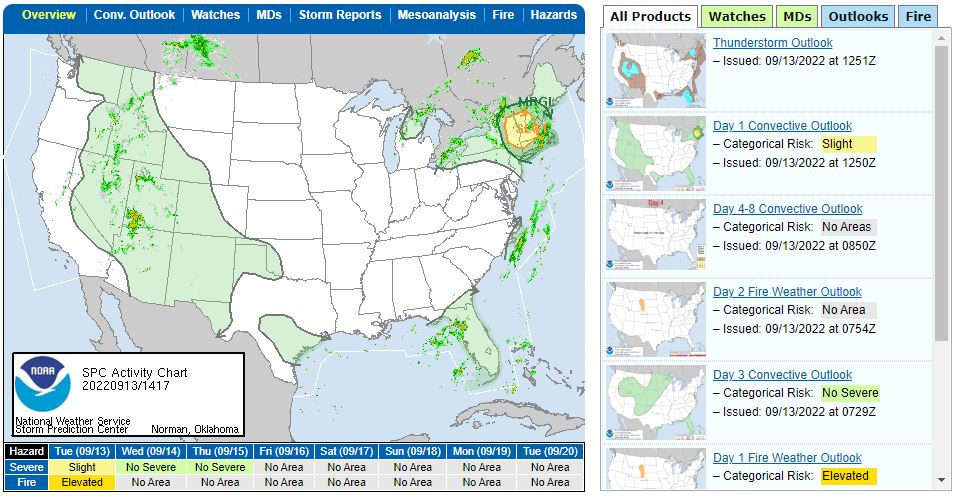 Overview Conv. Outlook Watches MDs Storm Reports Mesoanalysis Fire Hazards
MRGL
NOAA
SPC Activity Chart
20220913/1417
National Weather Service
Storm Prediction Center Norman, Oklahoma
Hazard Tue (09/13) Wed (09/14) Thu (09/15) Fri (09/16) Sat (09/17) Sun (09/18) Mon (09/19) Tue (09/20)
Severe Slight No Severe No Severe No Area No Area No Area No Area No Area
Fire Elevated No Area No Area No Area No Area No Area No Area No Area
All Products Watches MDs Outlooks Fire
Thunderstorm Outlook
– Issued: 09/13/2022 at 1251Z
Day 1 Convective Outlook
– Categorical Risk: Slight
– Issued: 09/13/2022 at 1250Z
Day 4
Day 4-8 Convective Outlook
– Categorical Risk: No Areas
– Issued: 09/13/2022 at 0850Z
Day 2 Fire Weather Outlook
– Categorical Risk: No Area
– Issued: 09/13/2022 at 0754Z
Day 3 Convective Outlook
– Categorical Risk: No Severe
– Issued: 09/13/2022 at 0729Z
Day 1 Fire Weather Outlook
– Categorical Risk: Elevated